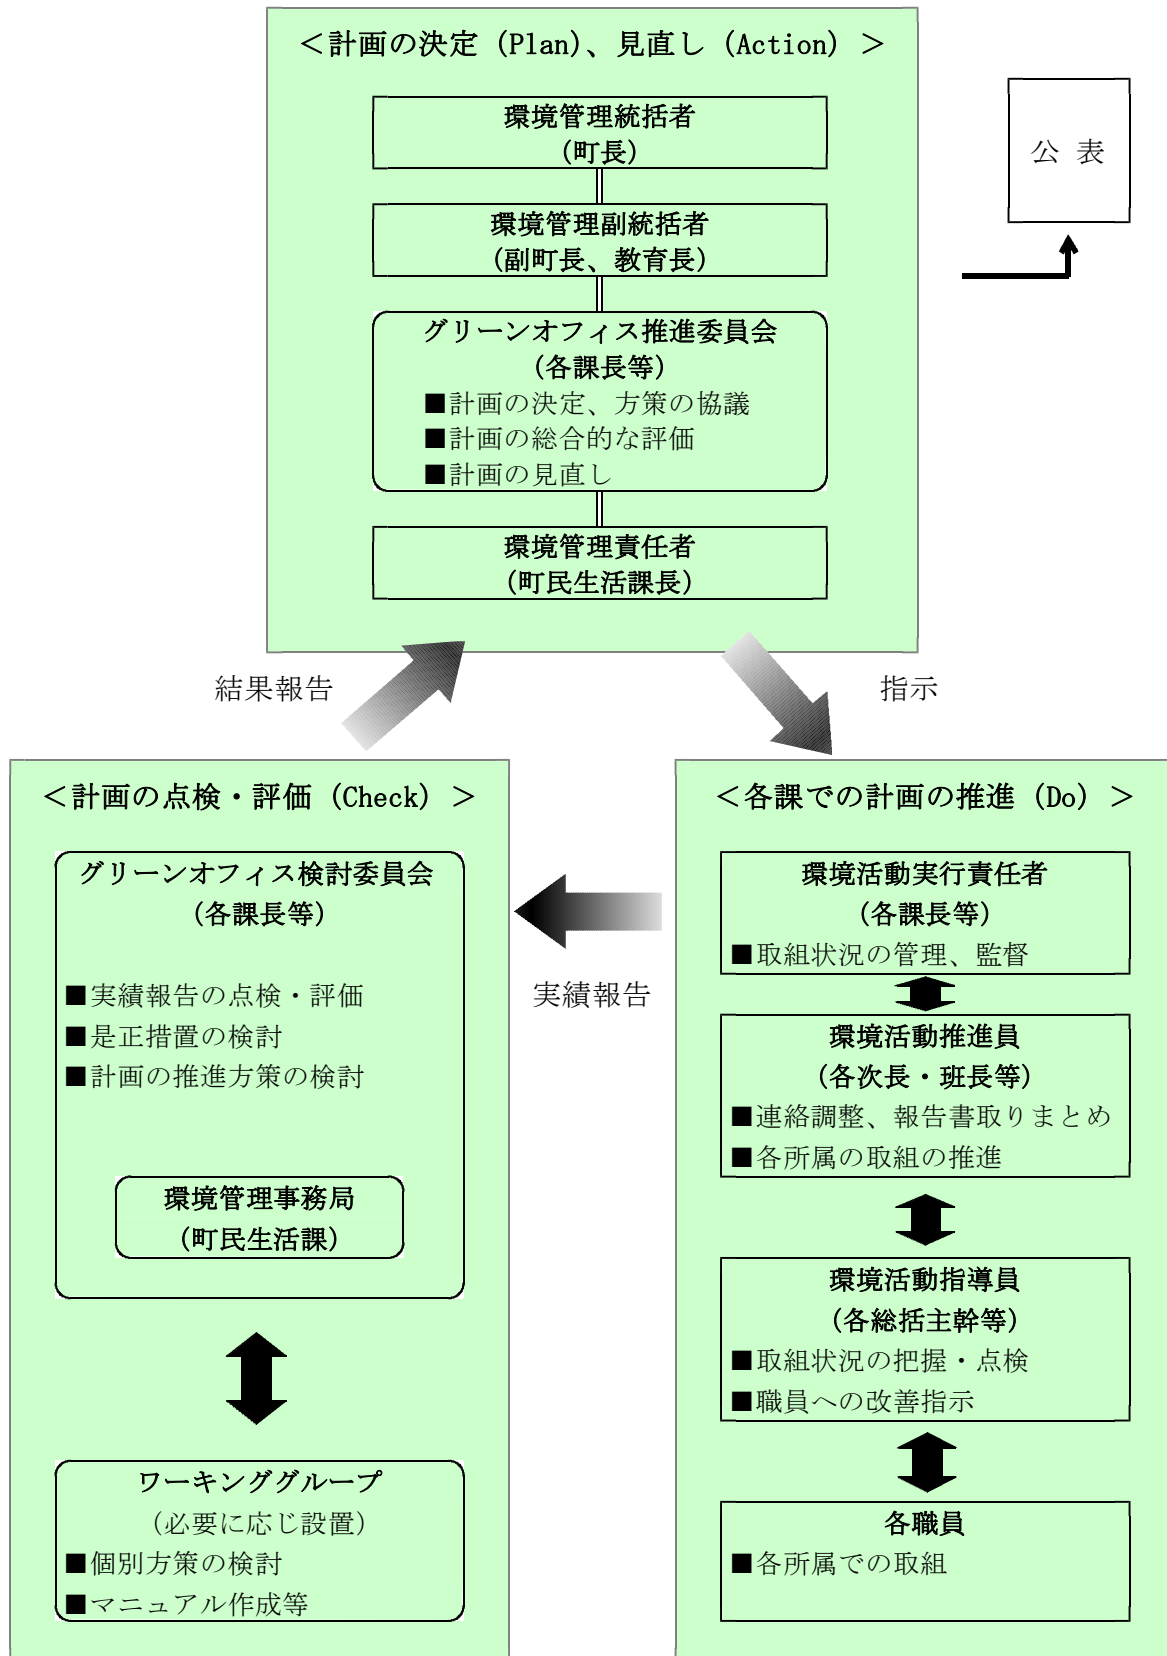 ＜計画の決定（Plan）、見直し（Action）＞
環境管理統括者
（町長）
公 表
環境管理副統括者
（副町長、教育長）
グリーンオフィス推進委員会
（各課長等）
■計画の決定、方策の協議
■計画の総合的な評価
■計画の見直し
環境管理責任者
（町民生活課長）
結果報告
指示
＜計画の点検・評価（Check）＞
グリーンオフィス検討委員会
（各課長等）
■実績報告の点検・評価
■是正措置の検討
■計画の推進方策の検討
環境管理事務局
（町民生活課）
ワーキンググループ
（必要に応じ設置）
■個別方策の検討
■マニュアル作成等
実績報告
＜各課での計画の推進（Do）＞
環境活動実行責任者
（各課長等）
■取組状況の管理、監督
環境活動推進員
（各次長・班長等）
■連絡調整、報告書取りまとめ
■各所属の取組の推進
環境活動指導員
（各総括主幹等）
■取組状況の把握・点検
■職員への改善指示
各職員
■各所属での取組